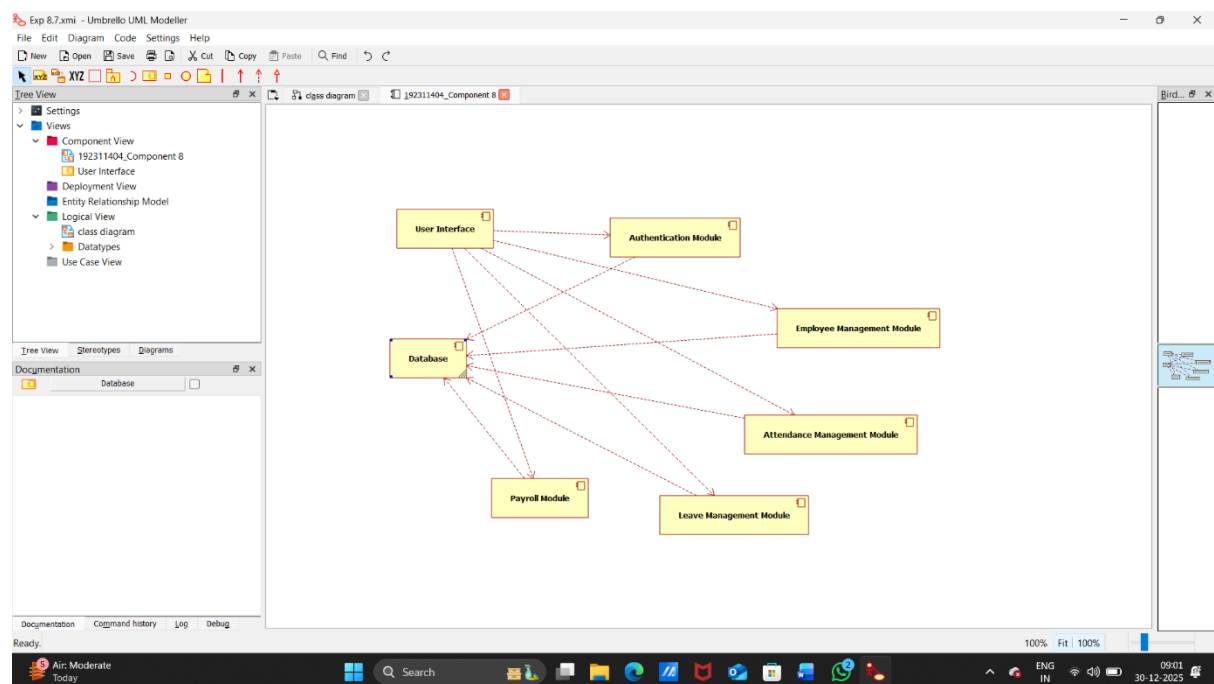 Exp 8.7.xmi - Umbrello UML Modeller
File Edit Diagram Code Settings Help
New Open Save Cut Copy Paste Find
XYZ
Tree View
class diagram 192311404_Component 8
Bird...
Settings
Views
Component View
192311404_Component 8
User Interface
Deployment View
Entity Relationship Model
Logical View
class diagram
Datatypes
Use Case View
Tree View Stereotypes Diagrams
Documentation
Database
Documentation Command history Log Debug
User Interface
Authentication Module
Employee Management Module
Database
Attendance Management Module
Payroll Module
Leave Management Module
Ready.
100% Fit 100%
5
Air: Moderate
Today
Search
2
ENG
IN
09:01
30-12-2025